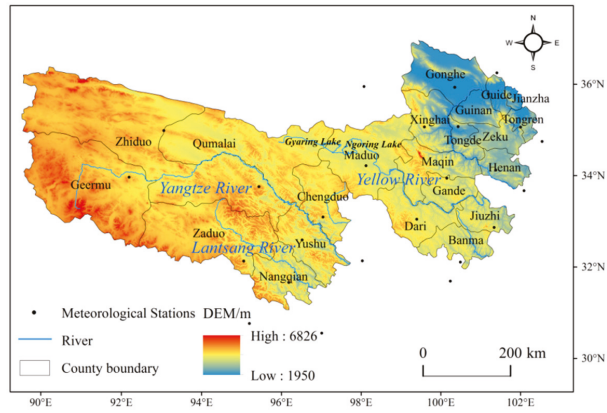 N
W
E
S
36°N
34°N
32°N
30°N
Gonghe
Guide
Jianzha
Guinan
Xinghai
Tongren
Tongde
Zeku
Gyaring Lake
Ngoring Lake
Zhiduo
Qumalai
Maduo
Maqin
Henan
Geermu
Yangtze River
Yellow River
Gande
Chengduo
Jiuzhi
Zaduo
Dari
Lantsang River
Yushu
Banma
Nangqian
Meteorological Stations
River
County boundary
DEM/m
High : 6826
Low : 1950
0
200 km
90°E
92°E
94°E
96°E
98°E
100°E
102°E